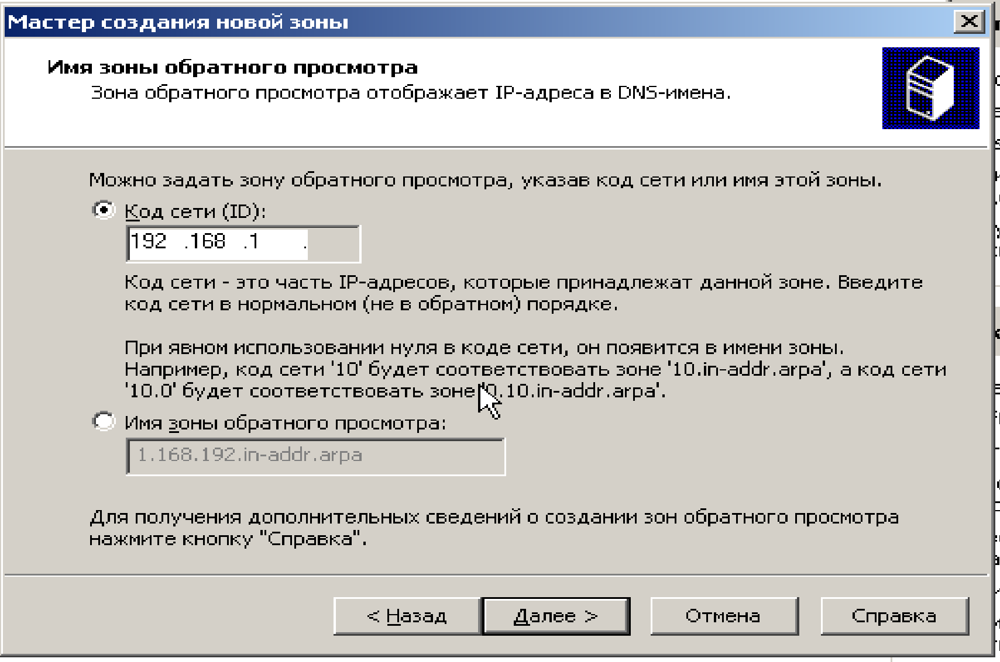 Мастер создания новой зоны
Имя зоны обратного просмотра
Зона обратного просмотра отображает IP-адреса в DNS-имена.
Можно задать зону обратного просмотра, указав код сети или имя этой зоны.
Код сети (ID):
192 .168 .1 .
Код сети - это часть IP-адресов, которые принадлежат данной зоне. Введите
код сети в нормальном (не в обратном) порядке.
При явном использовании нуля в коде сети, он появится в имени зоны.
Например, код сети '10' будет соответствовать зоне '10.in-addr.arpa', а код сети
'10.0' будет соответствовать зоне '0.10.in-addr.arpa'.
Имя зоны обратного просмотра:
1.168.192.in-addr.arpa
Для получения дополнительных сведений о создании зон обратного просмотра
нажмите кнопку "Справка".
< Назад Далее > Отмена Справка